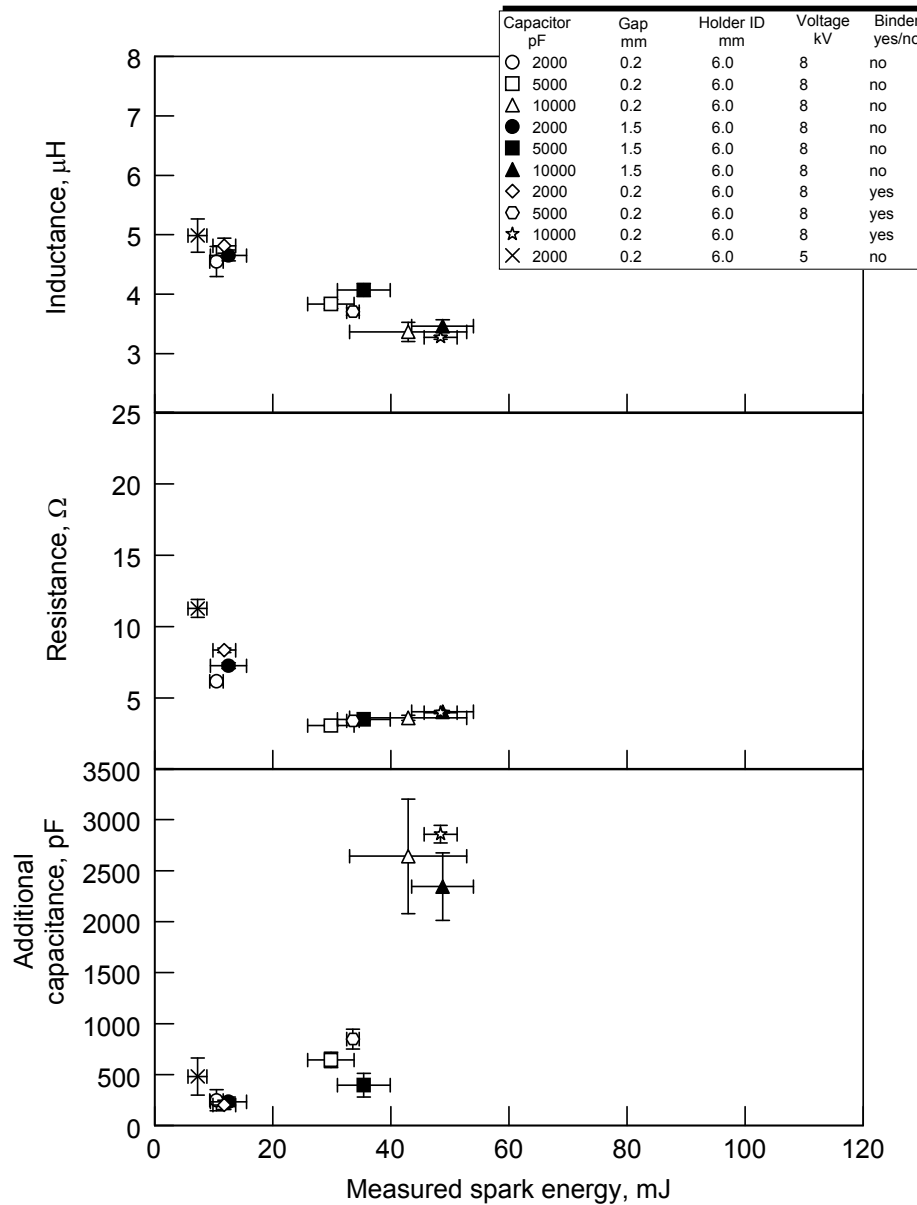 Capacitor Gap Holder ID Voltage Binder
pF mm mm kV yes/no
2000 0.2 6.0 8 no
5000 0.2 6.0 8 no
10000 0.2 6.0 8 no
2000 1.5 6.0 8 no
5000 1.5 6.0 8 no
10000 1.5 6.0 8 no
2000 0.2 6.0 8 yes
5000 0.2 6.0 8 yes
10000 0.2 6.0 8 yes
2000 0.2 6.0 5 no
Inductance, μH
8
7
6
5
4
3
Resistance, Ω
25
20
15
10
5
Additional
capacitance, pF
3500
3000
2500
2000
1500
1000
500
0
0 20 40 60 80 100 120
Measured spark energy, mJ